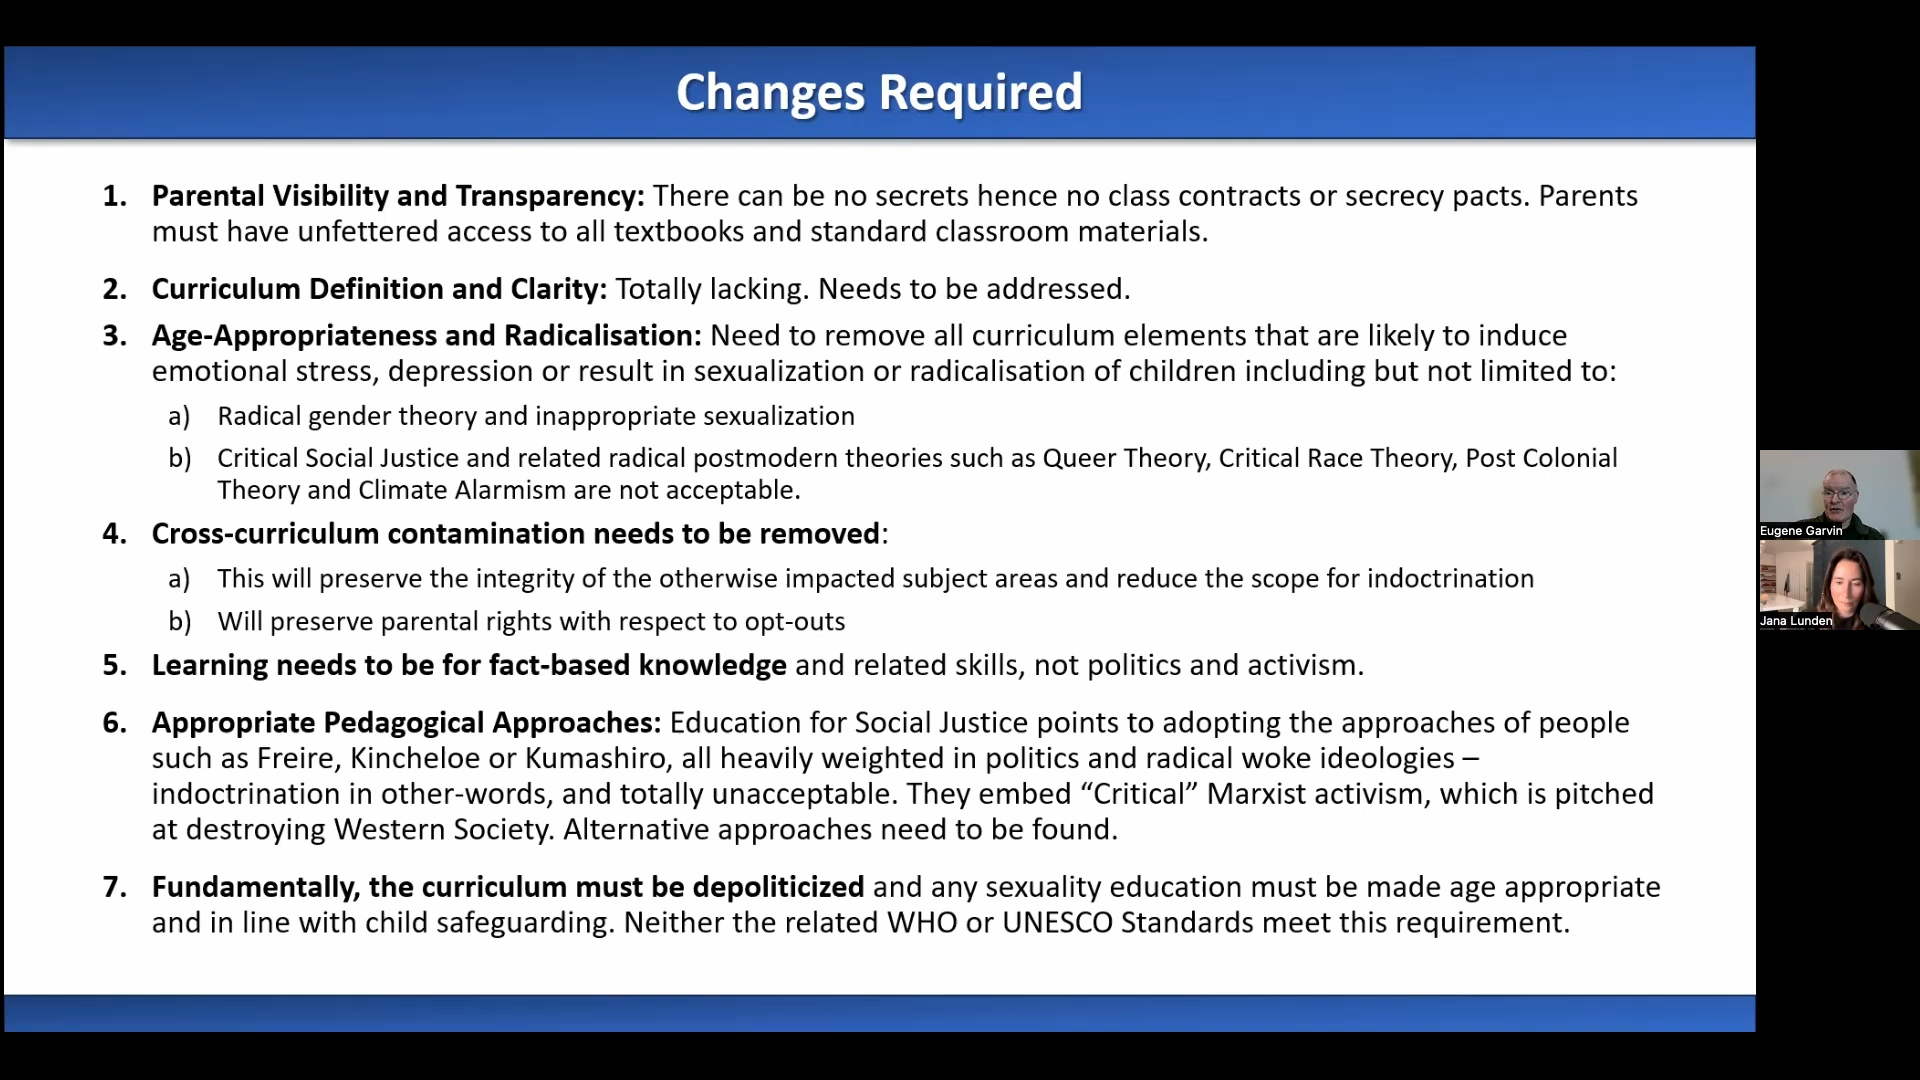 Changes Required
1. Parental Visibility and Transparency: There can be no secrets hence no class contracts or secrecy pacts. Parents
must have unfettered access to all textbooks and standard classroom materials.
2. Curriculum Definition and Clarity: Totally lacking. Needs to be addressed.
3. Age-Appropriateness and Radicalisation: Need to remove all curriculum elements that are likely to induce
emotional stress, depression or result in sexualization or radicalisation of children including but not limited to:
a) Radical gender theory and inappropriate sexualization
b) Critical Social Justice and related radical postmodern theories such as Queer Theory, Critical Race Theory, Post Colonial
Theory and Climate Alarmism are not acceptable.
4. Cross-curriculum contamination needs to be removed:
a) This will preserve the integrity of the otherwise impacted subject areas and reduce the scope for indoctrination
b) Will preserve parental rights with respect to opt-outs
5. Learning needs to be for fact-based knowledge and related skills, not politics and activism.
6. Appropriate Pedagogical Approaches: Education for Social Justice points to adopting the approaches of people
such as Freire, Kincheloe or Kumashiro, all heavily weighted in politics and radical woke ideologies –
indoctrination in other-words, and totally unacceptable. They embed “Critical” Marxist activism, which is pitched
at destroying Western Society. Alternative approaches need to be found.
7. Fundamentally, the curriculum must be depoliticized and any sexuality education must be made age appropriate
and in line with child safeguarding. Neither the related WHO or UNESCO Standards meet this requirement.
Eugene Garvin
Jana Lunden